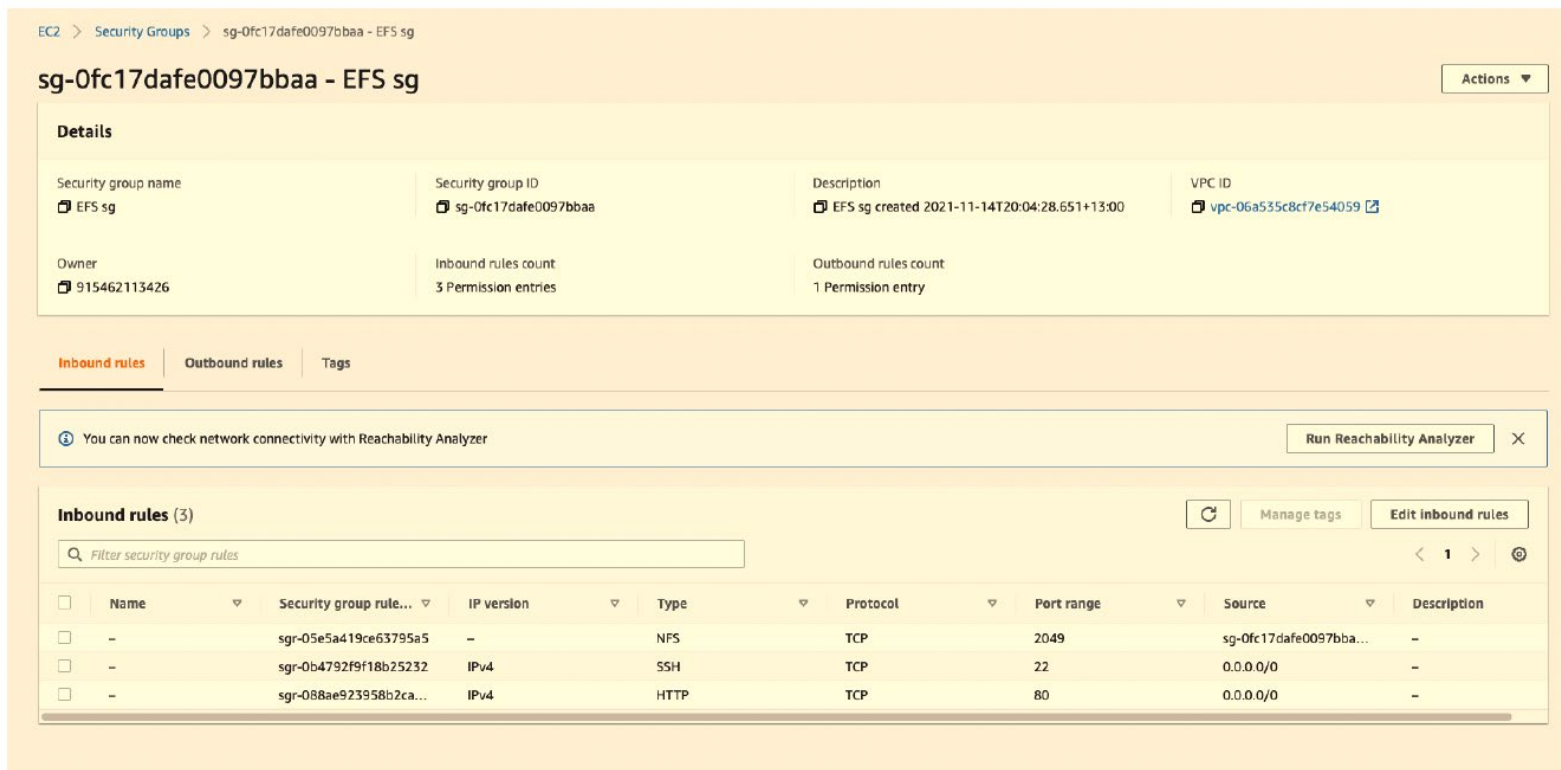 EC2 > Security Groups > sg-0fc17dafe0097bbaa - EFS sg
sg-0fc17dafe0097bbaa - EFS sg
Actions
Details
Security group name Security group ID Description VPC ID
EFS sg sg-0fc17dafe0097bbaa EFS sg created 2021-11-14T20:04:28.651+13:00 vpc-06a535c8cf7e54059
Owner Inbound rules count Outbound rules count
915462113426 3 Permission entries 1 Permission entry
Inbound rules Outbound rules Tags
You can now check network connectivity with Reachability Analyzer Run Reachability Analyzer
Inbound rules (3) Manage tags Edit inbound rules
Filter security group rules 1
Name Security group rule... IP version Type Protocol Port range Source Description
– sgr-05e5a419ce63795a5 – NFS TCP 2049 sg-0fc17dafe0097bba... –
– sgr-0b4792f9f18b25232 IPv4 SSH TCP 22 0.0.0.0/0 –
– sgr-088ae923958b2ca... IPv4 HTTP TCP 80 0.0.0.0/0 –